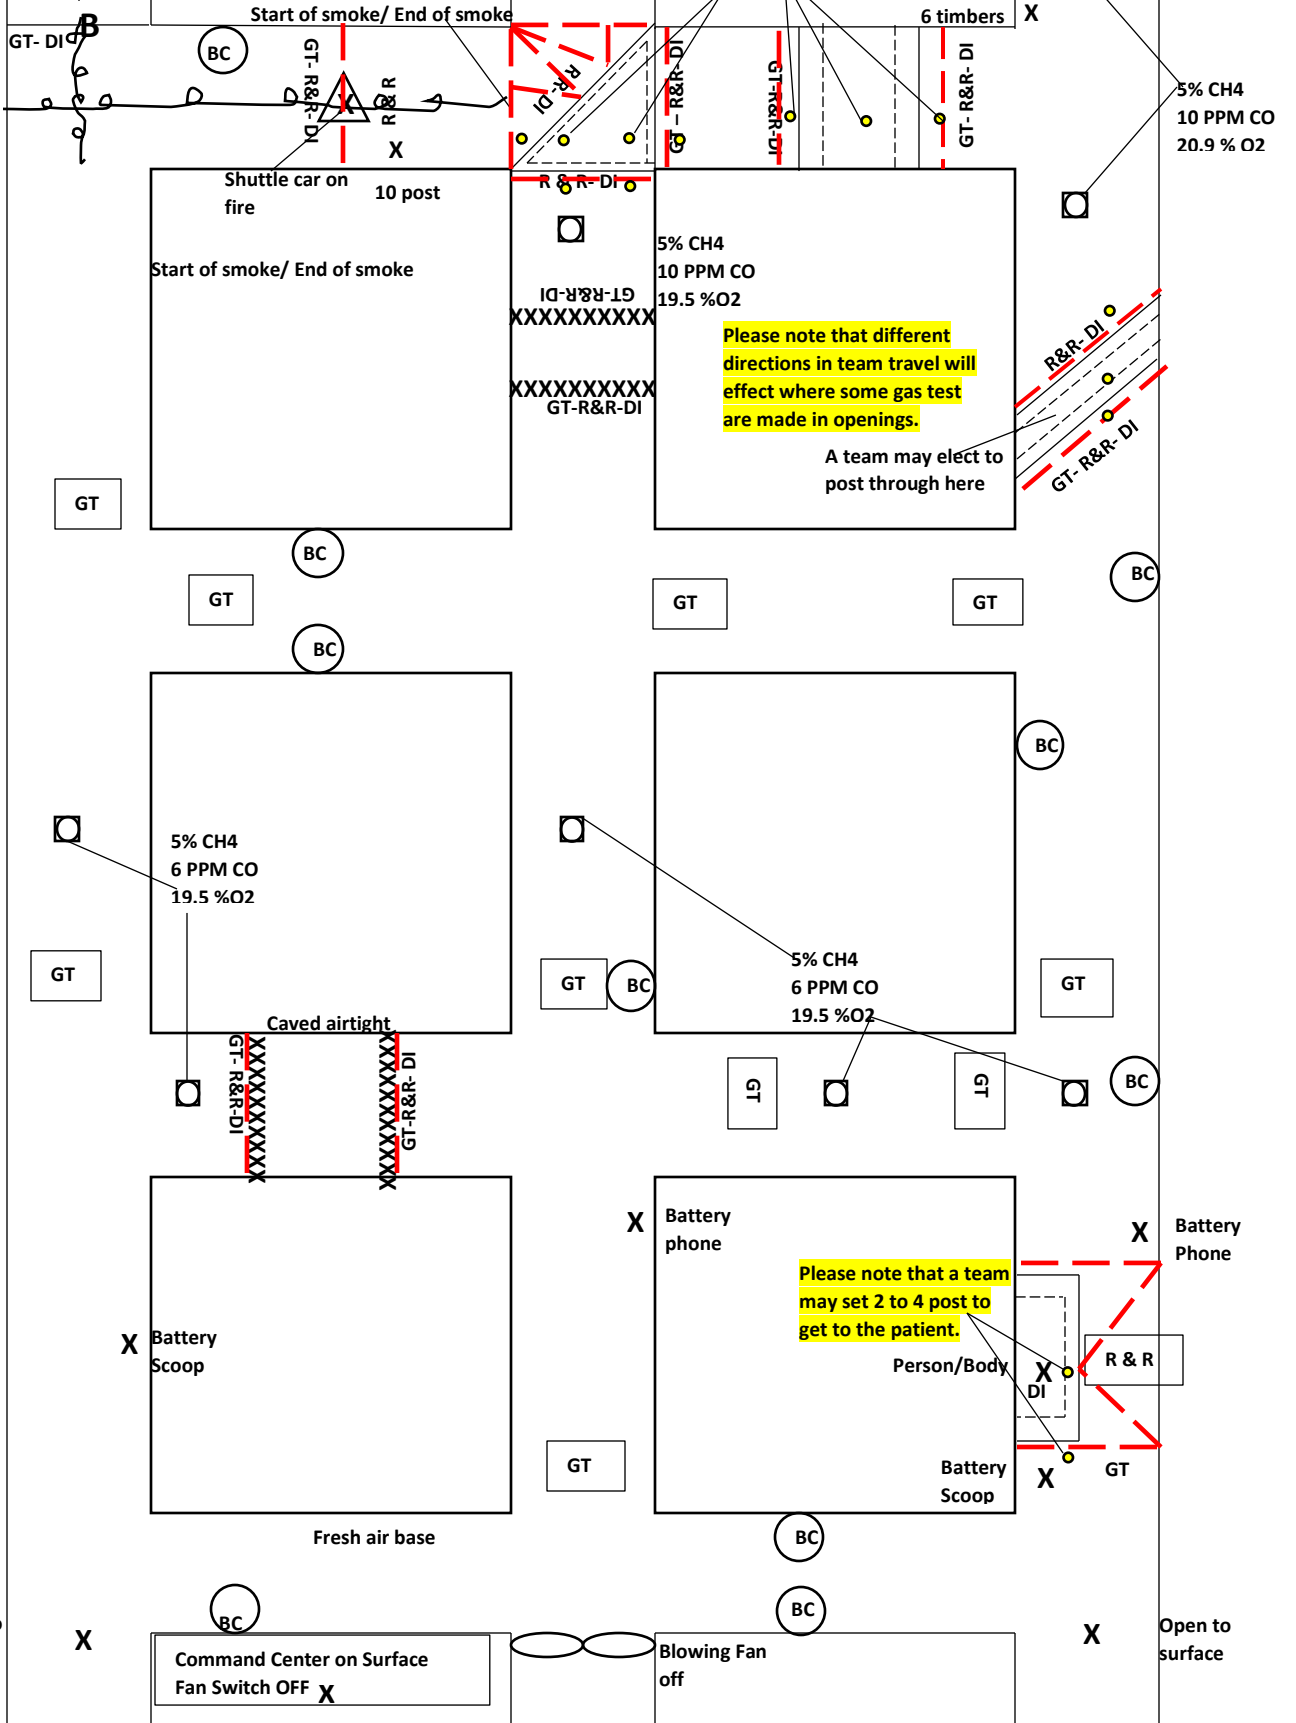 Start of smoke/ End of smoke
6 timbers
X
B
GT- DI
BC
GT- R&R- DI
X
R & R
R R- DI
GT – R&R- DI
GT-R&R-DI
GT- R&R- DI
5% CH4
10 PPM CO
20.9 % O2
X
Shuttle car on
fire
10 post
R & R- DI
5% CH4
10 PPM CO
19.5 %O2
Start of smoke/ End of smoke
GT-R&R-DI
XXXXXXXXXX
XXXXXXXXXX
GT-R&R-DI
Please note that different
directions in team travel will
effect where some gas test
are made in openings.
R&R- DI
GT- R&R- DI
A team may elect to
post through here
GT
BC
BC
GT
GT
GT
BC
BC
5% CH4
6 PPM CO
19.5 %O2
5% CH4
6 PPM CO
19.5 %O2
GT
GT
BC
GT
Caved airtight
GT- R&R-DI
XXXXXXXXXX
XXXXXXXXXX
GT-R&R- DI
GT
GT
BC
X
Battery
phone
X
Battery
Phone
Please note that a team
may set 2 to 4 post to
get to the patient.
X
Battery
Scoop
Person/Body
X
DI
R & R
GT
Battery
Scoop
X
GT
Fresh air base
BC
BC
BC
X
X
Open to
surface
Command Center on Surface
Fan Switch OFF
X
Blowing Fan
off